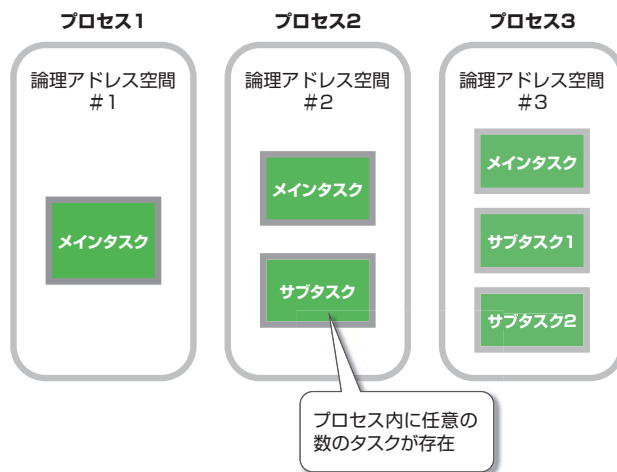 プロセス1
プロセス2
プロセス3
論理アドレス空間
#1
論理アドレス空間
#2
論理アドレス空間
#3
メインタスク
メインタスク
サブタスク
メインタスク
サブタスク1
サブタスク2
プロセス内に任意の
数のタスクが存在